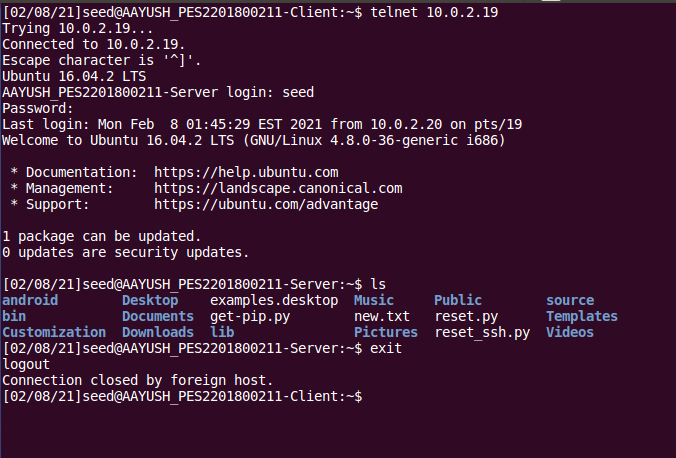 [02/08/21]seed@AAYUSH_PES2201800211-Client:~$ telnet 10.0.2.19
Trying 10.0.2.19...
Connected to 10.0.2.19.
Escape character is '^]'.
Ubuntu 16.04.2 LTS
AAYUSH_PES2201800211-Server login: seed
Password:
Last login: Mon Feb  8 01:45:29 EST 2021 from 10.0.2.20 on pts/19
Welcome to Ubuntu 16.04.2 LTS (GNU/Linux 4.8.0-36-generic i686)

 * Documentation:  https://help.ubuntu.com
 * Management:     https://landscape.canonical.com
 * Support:        https://ubuntu.com/advantage

1 package can be updated.
0 updates are security updates.

[02/08/21]seed@AAYUSH_PES2201800211-Server:~$ ls
android        Desktop    examples.desktop  Music     Public        source
bin            Documents  get-pip.py        new.txt   reset.py      Templates
Customization  Downloads  lib               Pictures  reset_ssh.py  Videos
[02/08/21]seed@AAYUSH_PES2201800211-Server:~$ exit
logout
Connection closed by foreign host.
[02/08/21]seed@AAYUSH_PES2201800211-Client:~$